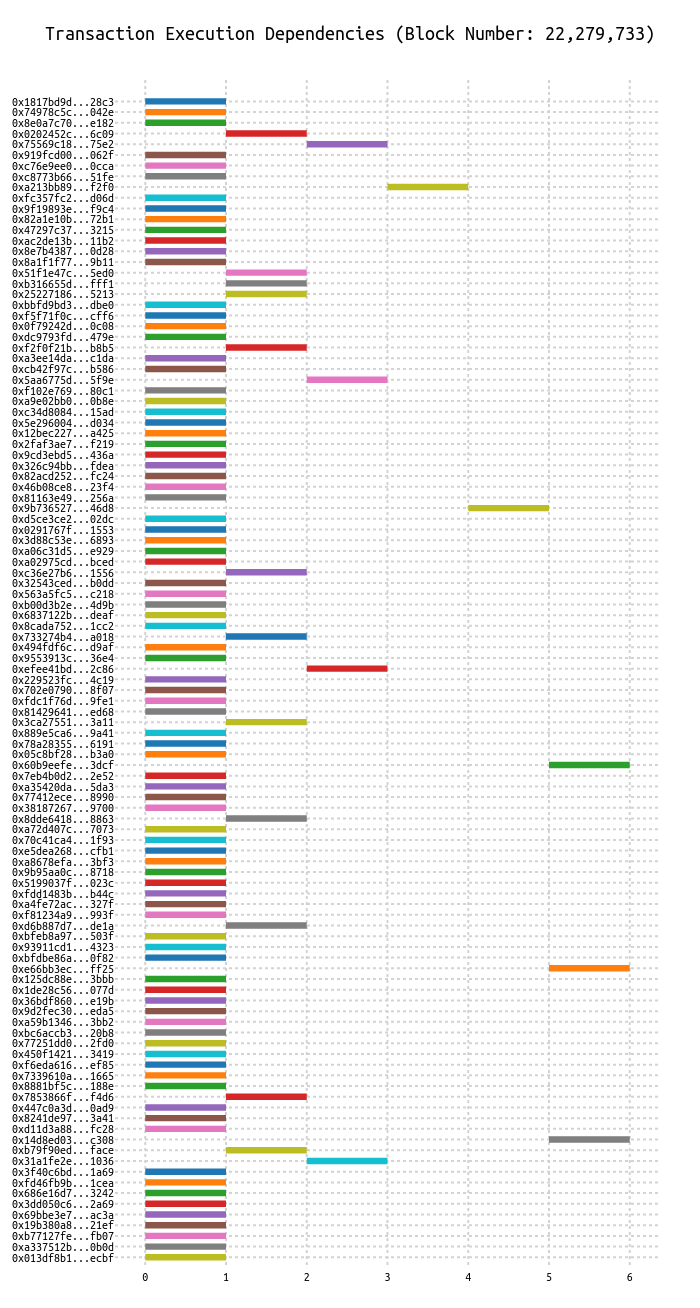 Transaction Execution Dependencies (Block Number: 22,279,733)
0x1817bd9d...28c3
0x74978c5c...042e
0x8e0a7c70...e182
0x0202452c...6c09
0x75569c18...75e2
0x919fcd00...062f
0xc76e9ee0...0cca
0xc8773b66...51fe
0xa213bb89...f2f0
0xfc357fc2...d06d
0x9f19893e...f9c4
0x82a1e10b...72b1
0x47297c37...3215
0xac2de13b...11b2
0x8e7b4387...0d28
0x8a1f1f77...9b11
0x51f1e47c...5ed0
0xb316655d...fff1
0x25227186...5213
0xbbfd9bd3...dbe0
0xf5f71f0c...cff6
0x0f79242d...0c08
0xdc9793fd...479e
0xf2f0f21b...b8b5
0xa3ee14da...c1da
0xcb42f97c...b586
0x5aa6775d...5f9e
0xf102e769...80c1
0xa9e02bb0...0b8e
0xc34d8084...15ad
0x5e296004...d034
0x12bec227...a425
0x2faf3ae7...f219
0x9cd3ebd5...436a
0x326c94bb...fdea
0x82acd252...fc24
0x46b08ce8...23f4
0x81163e49...256a
0x9b736527...46d8
0xd5ce3ce2...02dc
0x0291767f...1553
0x3d88c53e...6893
0xa06c31d5...e929
0xa02975cd...bced
0xc36e27b6...1556
0x32543ced...b0dd
0x563a5fc5...c218
0xb00d3b2e...4d9b
0x6837122b...deaf
0x8cada752...1cc2
0x733274b4...a018
0x494fdf6c...d9af
0x9553913c...36e4
0xefee41bd...2c86
0x229523fc...4c19
0x702e0790...8f07
0xfdc1f76d...9fe1
0x81429641...ed68
0x3ca27551...3a11
0x889e5ca6...9a41
0x78a28355...6191
0x05c8bf28...b3a0
0x60b9eefe...3dcf
0x7eb4b0d2...2e52
0xa35420da...5da3
0x77412ece...8990
0x38187267...9700
0x8dde6418...8863
0xa72d407c...7073
0x70c41ca4...1f93
0xe5dea268...cfb1
0xa8678efa...3bf3
0x9b95aa0c...8718
0x5199037f...023c
0xfdd1483b...b44c
0xa4fe72ac...327f
0xf81234a9...993f
0xd6b887d7...de1a
0xbfeb8a97...503f
0x93911cd1...4323
0xbfdbe86a...0f82
0xe66bb3ec...ff25
0x125dc88e...3bbb
0x1de28c56...077d
0x36bdf860...e19b
0x9d2fec30...eda5
0xa59b1346...3bb2
0xbc6accb3...20b8
0x77251dd0...2fd0
0x450f1421...3419
0xf6eda616...ef85
0x7339610a...1665
0x8881bf5c...188e
0x7853866f...f4d6
0x447c0a3d...0ad9
0x8241de97...3a41
0xd11d3a88...fc28
0x14d8ed03...c308
0xb79f90ed...face
0x31a1fe2e...1036
0x3f40c6bd...1a69
0xfd46fb9b...1cea
0x686e16d7...3242
0x3dd050c6...2a69
0x69bbe3e7...ac3a
0x19b380a8...21ef
0xb77127fe...fb07
0xa337512b...0b0d
0x013df8b1...ecbf
0 1 2 3 4 5 6